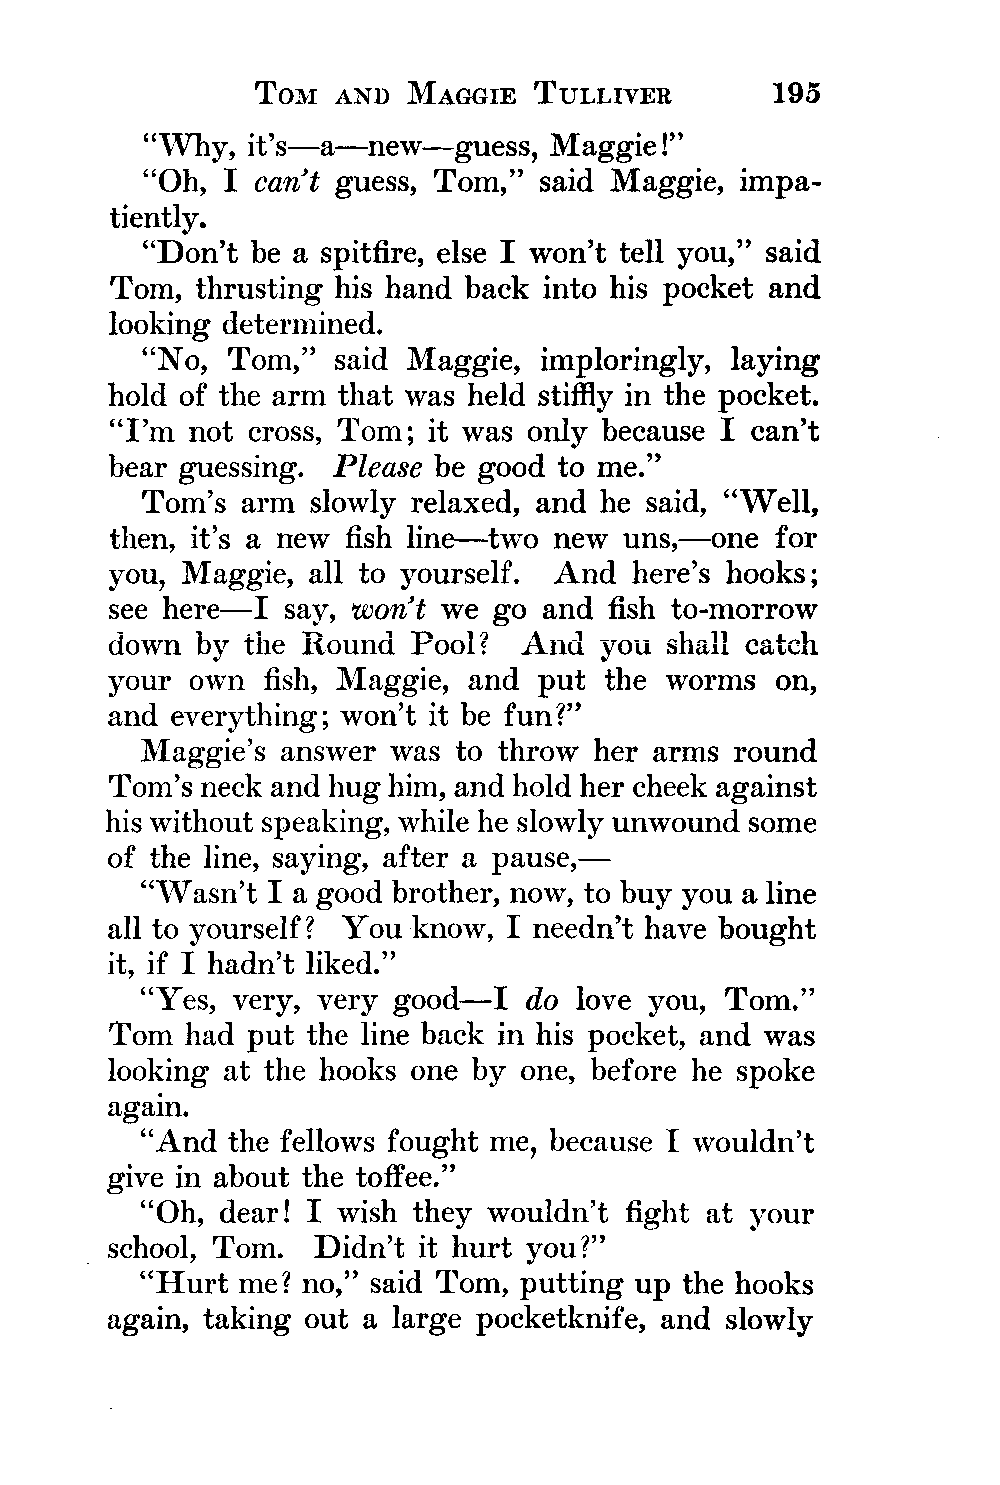 TOM AND MAGGIE TULLIVER 195
“Why, it’s—a—new—guess, Maggie!”
“Oh, I can’t guess, Tom,” said Maggie, impa-
tiently.
“Don’t be a spitfire, else I won’t tell you,” said
Tom, thrusting his hand back into his pocket and
looking determined.
“No, Tom,” said Maggie, imploringly, laying
hold of the arm that was held stiffly in the pocket.
“I’m not cross, Tom; it was only because I can’t
bear guessing. Please be good to me.”
Tom’s arm slowly relaxed, and he said, “Well,
then, it’s a new fish line—two new uns,—one for
you, Maggie, all to yourself. And here’s hooks;
see here—I say, won’t we go and fish to-morrow
down by the Round Pool? And you shall catch
your own fish, Maggie, and put the worms on,
and everything; won’t it be fun?”
Maggie’s answer was to throw her arms round
Tom’s neck and hug him, and hold her cheek against
his without speaking, while he slowly unwound some
of the line, saying, after a pause,—
“Wasn’t I a good brother, now, to buy you a line
all to yourself? You know, I needn’t have bought
it, if I hadn’t liked.”
“Yes, very, very good—I do love you, Tom.”
Tom had put the line back in his pocket, and was
looking at the hooks one by one, before he spoke
again.
“And the fellows fought me, because I wouldn’t
give in about the toffee.”
“Oh, dear! I wish they wouldn’t fight at your
school, Tom. Didn’t it hurt you?”
“Hurt me? no,” said Tom, putting up the hooks
again, taking out a large pocketknife, and slowly